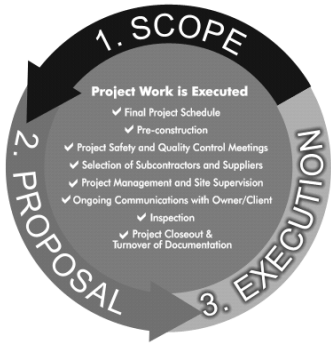 1. SCOPE
Project Work is Executed
✓ Final Project Schedule
✓ Pre-construction
✓ Project Safety and Quality Control Meetings
✓ Selection of Subcontractors and Suppliers
✓ Project Management and Site Supervision
✓ Ongoing Communications with Owner/Client
✓ Inspection
✓ Project Closeout &
Turnover of Documentation
2. PROPOSAL
3. EXECUTION